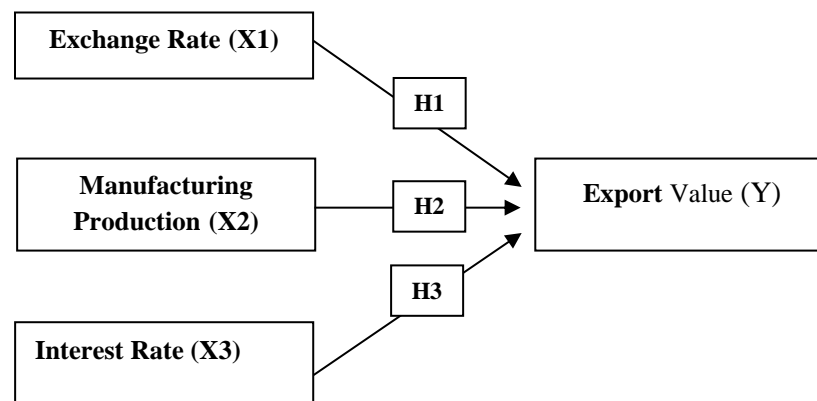 Exchange Rate (X1)
H1
Manufacturing
Production (X2)
H2
Export Value (Y)
H3
Interest Rate (X3)